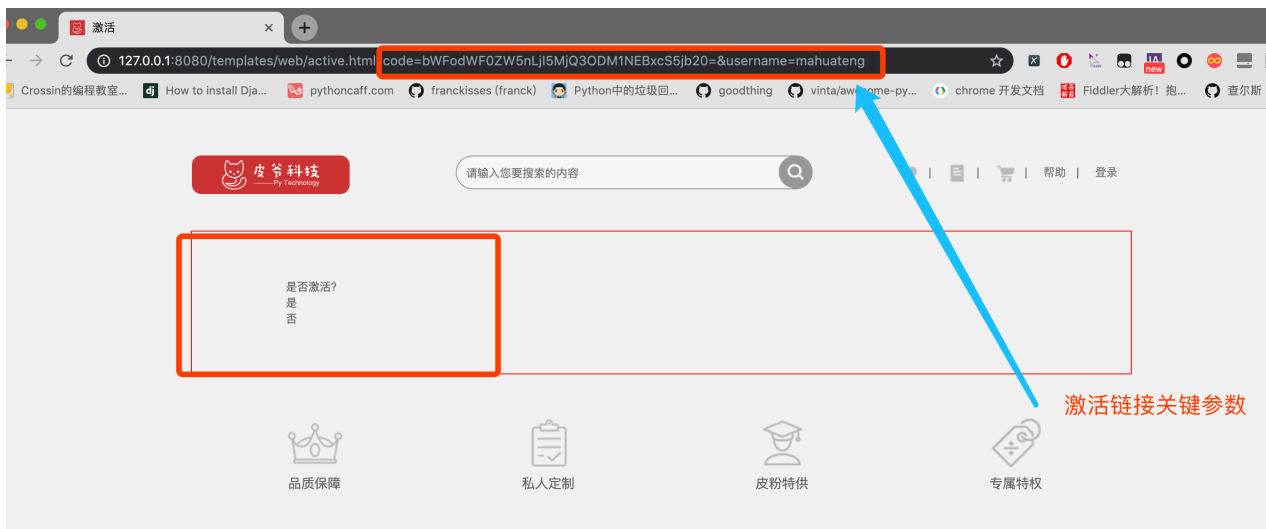 激活
127.0.0.1:8080/templates/web/active.html code=bWFodWF0ZW5nLjI5MjQ3ODM1NEBxcS5jb20=&username=mahuateng
new
Crossin的编程教室... dj How to install Dja... pythoncaff.com franckisses (franck) Python中的垃圾回... goodthing vinta/awesome-py... chrome 开发文档 Fiddler大解析！抱... 查尔斯
皮爷科技
Py Technology
请输入您要搜索的内容
| | | 帮助 | 登录
是否激活?
是
否
激活链接关键参数
品质保障 私人定制 皮粉特供 专属特权